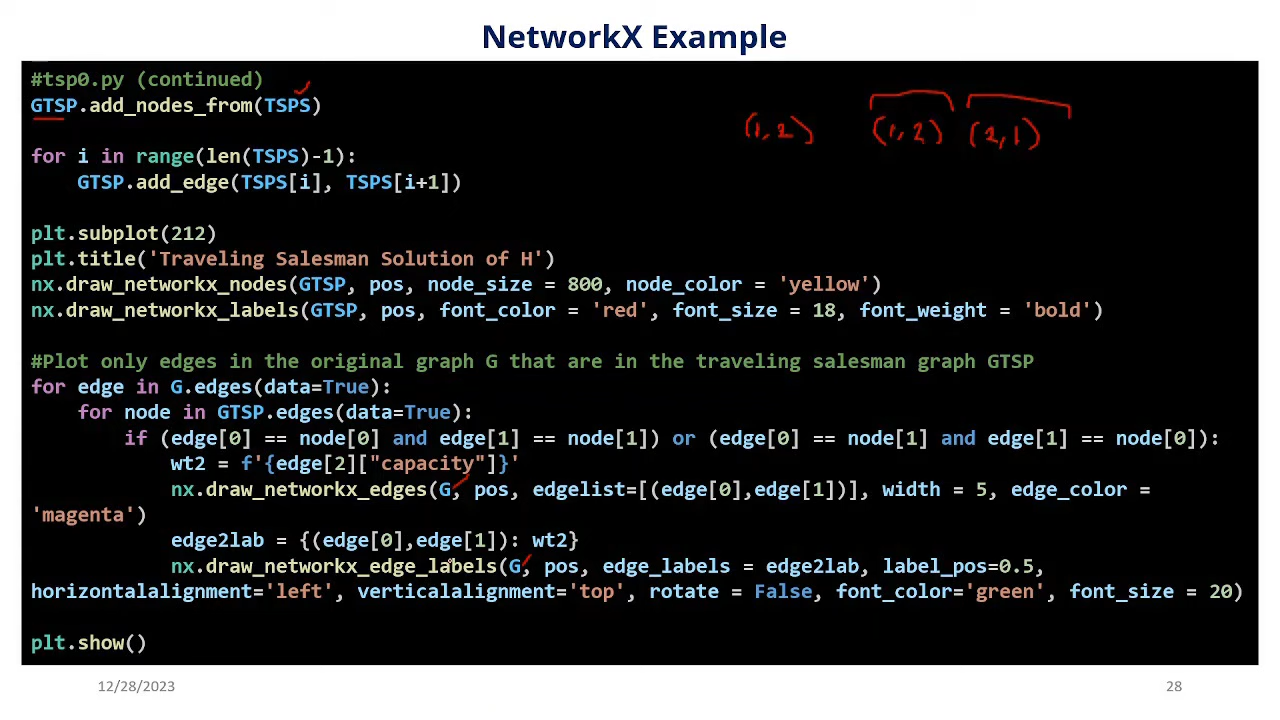 NetworkX Example
#tsp0.py (continued)
GTSP.add_nodes_from(TSPS)
(1,2) (1,2) (2,1)
for i in range(len(TSPS)-1):
    GTSP.add_edge(TSPS[i], TSPS[i+1])
plt.subplot(212)
plt.title('Traveling Salesman Solution of H')
nx.draw_networkx_nodes(GTSP, pos, node_size = 800, node_color = 'yellow')
nx.draw_networkx_labels(GTSP, pos, font_color = 'red', font_size = 18, font_weight = 'bold')
#Plot only edges in the original graph G that are in the traveling salesman graph GTSP
for edge in G.edges(data=True):
    for node in GTSP.edges(data=True):
        if (edge[0] == node[0] and edge[1] == node[1]) or (edge[0] == node[1] and edge[1] == node[0]):
            wt2 = f'{edge[2]["capacity"]}'
            nx.draw_networkx_edges(G, pos, edgelist=[(edge[0],edge[1])], width = 5, edge_color =
'magenta')
            edge2lab = {(edge[0],edge[1]): wt2}
            nx.draw_networkx_edge_labels(G, pos, edge_labels = edge2lab, label_pos=0.5,
horizontalalignment='left', verticalalignment='top', rotate = False, font_color='green', font_size = 20)
plt.show()
12/28/2023 28